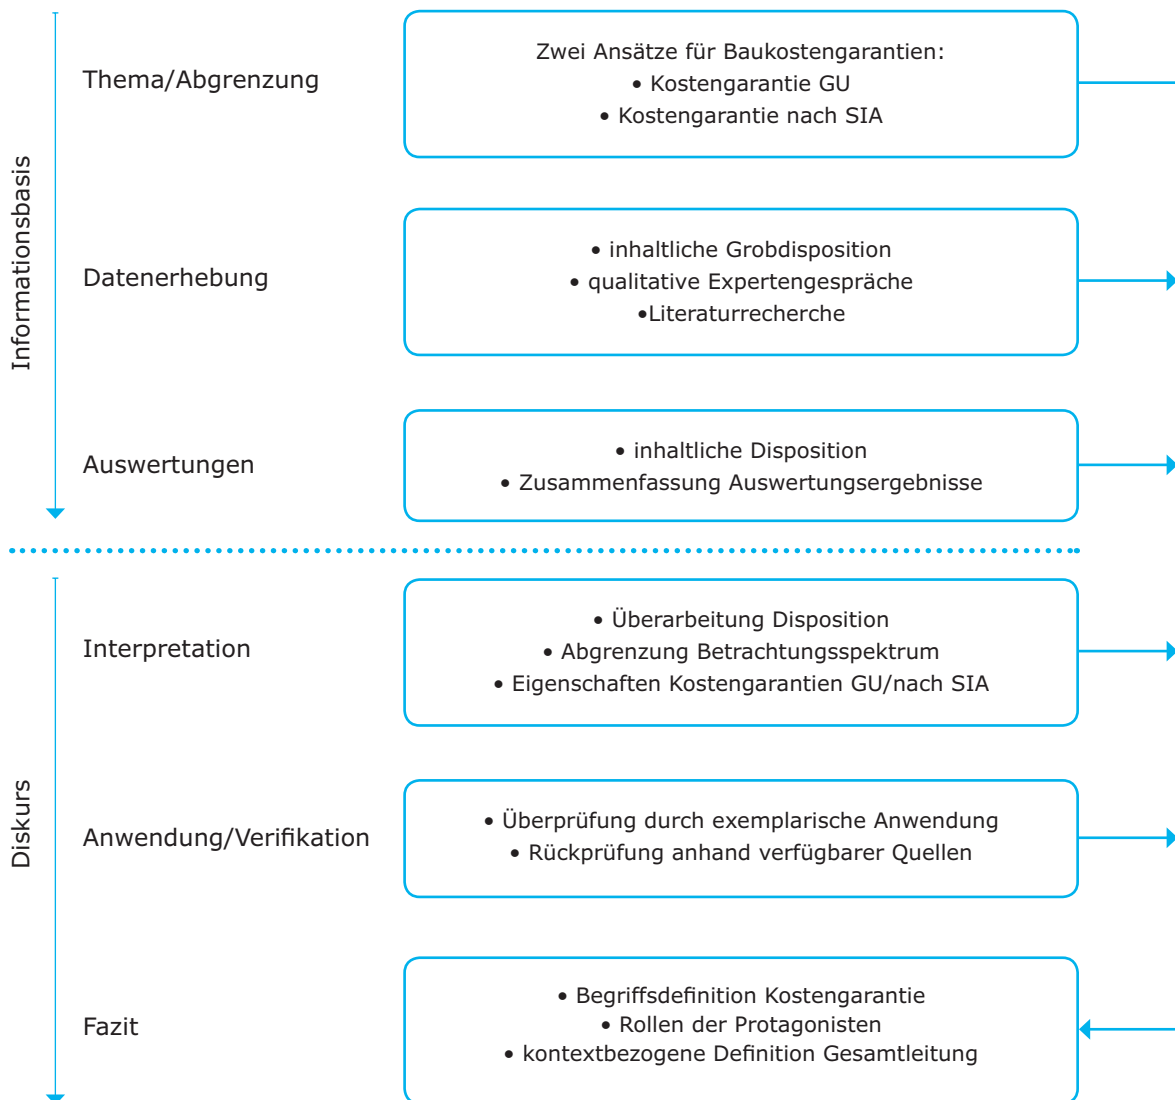 Informationsbasis
Thema/Abgrenzung
Zwei Ansätze für Baukostengarantien:
• Kostengarantie GU
• Kostengarantie nach SIA
Datenerhebung
• inhaltliche Grobdisposition
• qualitative Expertengespräche
•Literaturrecherche
Auswertungen
• inhaltliche Disposition
• Zusammenfassung Auswertungsergebnisse
Diskurs
Interpretation
• Überarbeitung Disposition
• Abgrenzung Betrachtungsspektrum
• Eigenschaften Kostengarantien GU/nach SIA
Anwendung/Verifikation
• Überprüfung durch exemplarische Anwendung
• Rückprüfung anhand verfügbarer Quellen
Fazit
• Begriffsdefinition Kostengarantie
• Rollen der Protagonisten
• kontextbezogene Definition Gesamtleitung